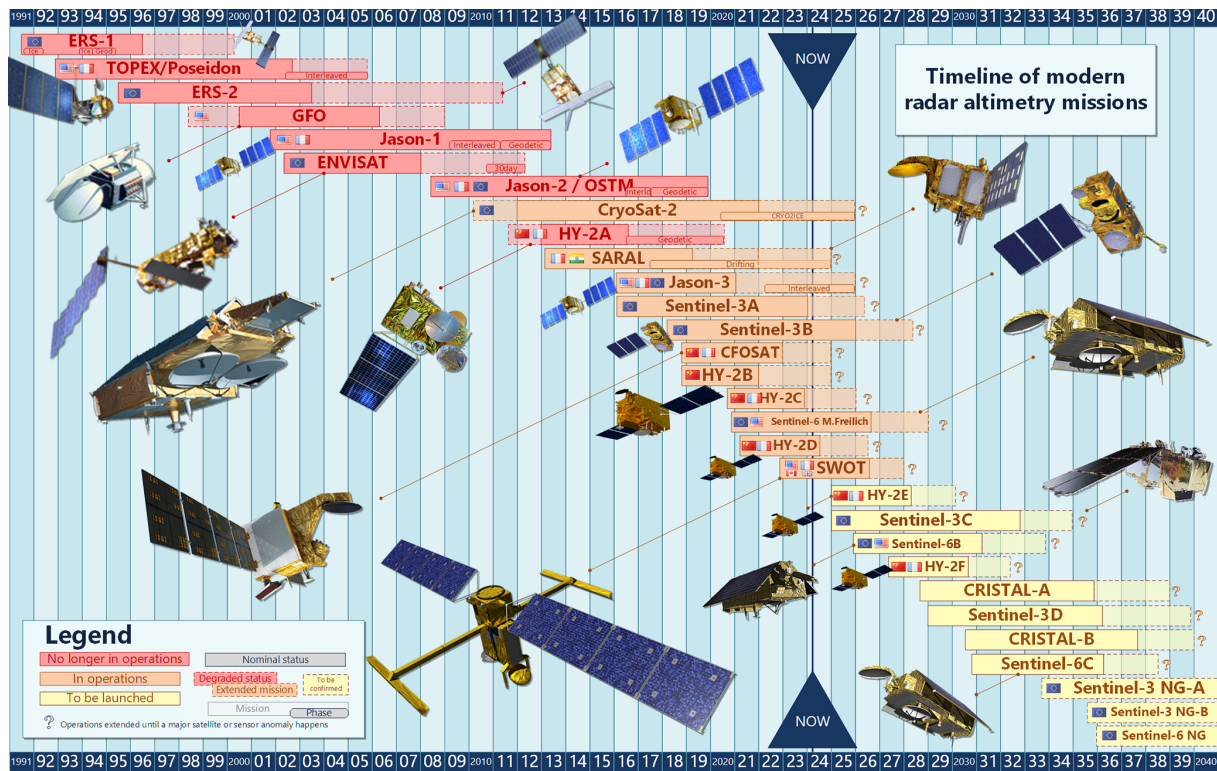 1991 92 93 94 95 96 97 98 99 2000 01 02 03 04 05 06 07 08 09 2010 11 12 13 14 15 16 17 18 19 2020 21 22 23 24 25 26 27 28 29 2030 31 32 33 34 35 36 37 38 39 40
ERS-1
Ice
Ice Geod
TOPEX/Poseidon
Interleaved
ERS-2
GFO
Jason-1
Interleaved
Geodetic
ENVISAT
30day
Jason-2 / OSTM
Interld
Geodetic
CryoSat-2
CRYO2ICE
?
HY-2A
Geodetic
SARAL
Drifting
?
Jason-3
Interleaved
?
Sentinel-3A
?
Sentinel-3B
?
CFOSAT
?
HY-2B
?
HY-2C
?
Sentinel-6 M.Freilich
?
HY-2D
?
SWOT
?
HY-2E
?
Sentinel-3C
?
Sentinel-6B
?
HY-2F
?
CRISTAL-A
?
Sentinel-3D
?
CRISTAL-B
?
Sentinel-6C
?
Sentinel-3 NG-A
Sentinel-3 NG-B
Sentinel-6 NG
NOW
NOW
Timeline of modern
radar altimetry missions
Legend
No longer in operations
Nominal status
In operations
Degraded status
Extended mission
To be
confirmed
To be launched
Mission
Phase
? Operations extended until a major satellite or sensor anomaly happens
1991 92 93 94 95 96 97 98 99 2000 01 02 03 04 05 06 07 08 09 2010 11 12 13 14 15 16 17 18 19 2020 21 22 23 24 25 26 27 28 29 2030 31 32 33 34 35 36 37 38 39 2040